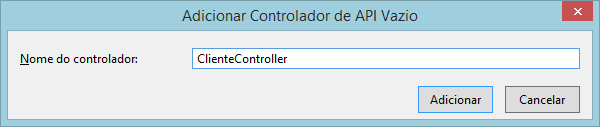 Adicionar Controlador de API Vazio
Nome do controlador: ClienteController
Adicionar Cancelar